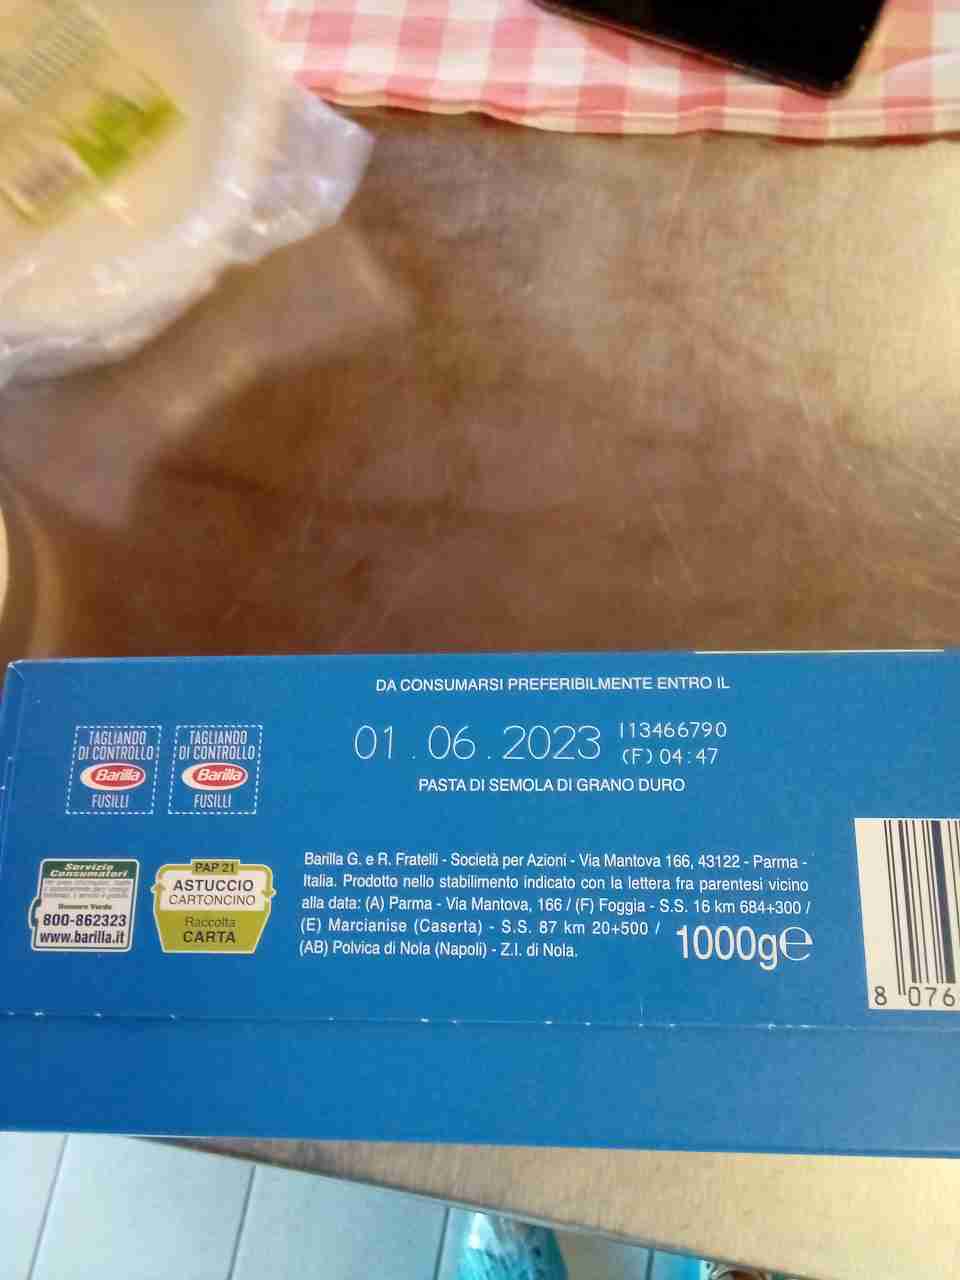 DA CONSUMARSI PREFERIBILMENTE ENTRO IL
01.06.2023
I13466790
(F) 04:47
PASTA DI SEMOLA DI GRANO DURO
TAGLIANDO
DI CONTROLLO
Barilla
FUSILLI
TAGLIANDO
DI CONTROLLO
Barilla
FUSILLI
Servizio
Consumatori
Numero Verde
800-862323
www.barilla.it
PAP 21
ASTUCCIO
CARTONCINO
Raccolta
CARTA
Barilla G. e R. Fratelli - Società per Azioni - Via Mantova 166, 43122 - Parma -
Italia. Prodotto nello stabilimento indicato con la lettera fra parentesi vicino
alla data: (A) Parma - Via Mantova, 166 / (F) Foggia - S.S. 16 km 684+300 /
(E) Marcianise (Caserta) - S.S. 87 km 20+500 /
(AB) Polvica di Nola (Napoli) - Z.I. di Nola.
1000g℮
8 076